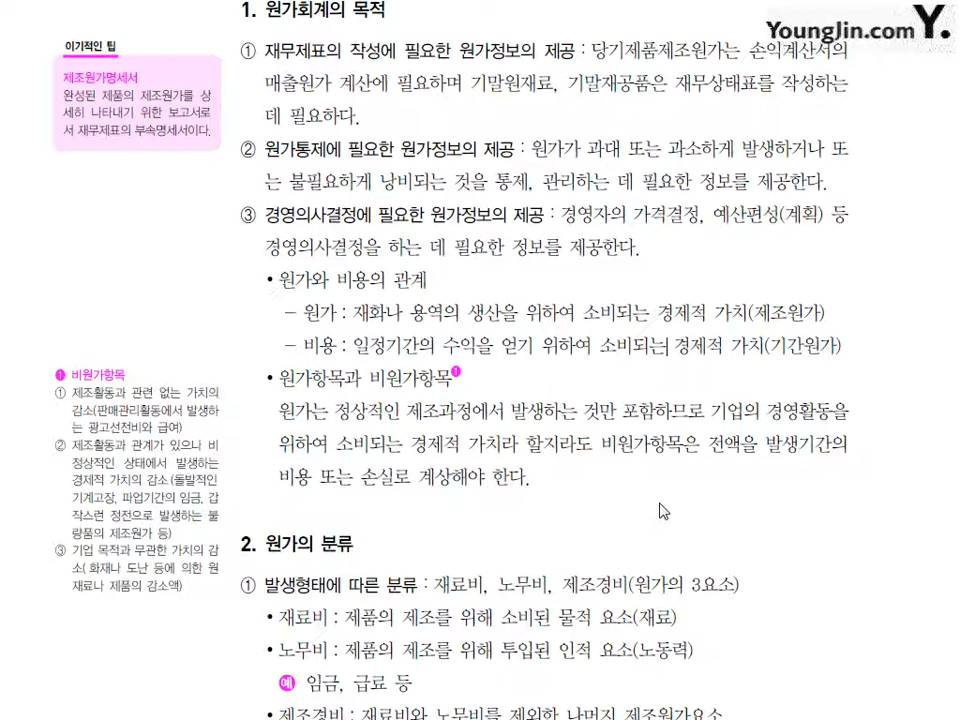 YoungJin.com Y.
1. 원가회계의 목적
① 재무제표의 작성에 필요한 원가정보의 제공 : 당기제품제조원가는 손익계산서의
매출원가 계산에 필요하며 기말원재료, 기말재공품은 재무상태표를 작성하는
데 필요하다.
② 원가통제에 필요한 원가정보의 제공 : 원가가 과대 또는 과소하게 발생하거나 또
는 불필요하게 낭비되는 것을 통제, 관리하는 데 필요한 정보를 제공한다.
③ 경영의사결정에 필요한 원가정보의 제공 : 경영자의 가격결정, 예산편성(계획) 등
경영의사결정을 하는 데 필요한 정보를 제공한다.
• 원가와 비용의 관계
– 원가 : 재화나 용역의 생산을 위하여 소비되는 경제적 가치(제조원가)
– 비용 : 일정기간의 수익을 얻기 위하여 소비되는 경제적 가치(기간원가)
• 원가항목과 비원가항목❶
원가는 정상적인 제조과정에서 발생하는 것만 포함하므로 기업의 경영활동을
위하여 소비되는 경제적 가치라 할지라도 비원가항목은 전액을 발생기간의
비용 또는 손실로 계상해야 한다.
2. 원가의 분류
① 발생형태에 따른 분류 : 재료비, 노무비, 제조경비(원가의 3요소)
• 재료비 : 제품의 제조를 위해 소비된 물적 요소(재료)
• 노무비 : 제품의 제조를 위해 투입된 인적 요소(노동력)
예 임금, 급료 등
• 제조경비 : 재료비와 노무비를 제외한 나머지 제조원가요소
이기적인 팁
제조원가명세서
완성된 제품의 제조원가를 상
세히 나타내기 위한 보고서로
서 재무제표의 부속명세서이다.
❶ 비원가항목
① 제조활동과 관련 없는 가치의
감소(판매관리활동에서 발생하
는 광고선전비와 급여)
② 제조활동과 관계가 있으나 비
정상적인 상태에서 발생하는
경제적 가치의 감소(돌발적인
기계고장, 파업기간의 임금, 갑
작스런 정전으로 발생하는 불
량품의 제조원가 등)
③ 기업 목적과 무관한 가치의 감
소(화재나 도난 등에 의한 원
재료나 제품의 감소액)